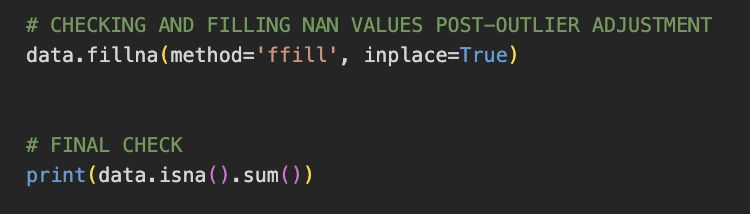 # CHECKING AND FILLING NAN VALUES POST-OUTLIER ADJUSTMENT
data.fillna(method='ffill', inplace=True)
# FINAL CHECK
print(data.isna().sum())